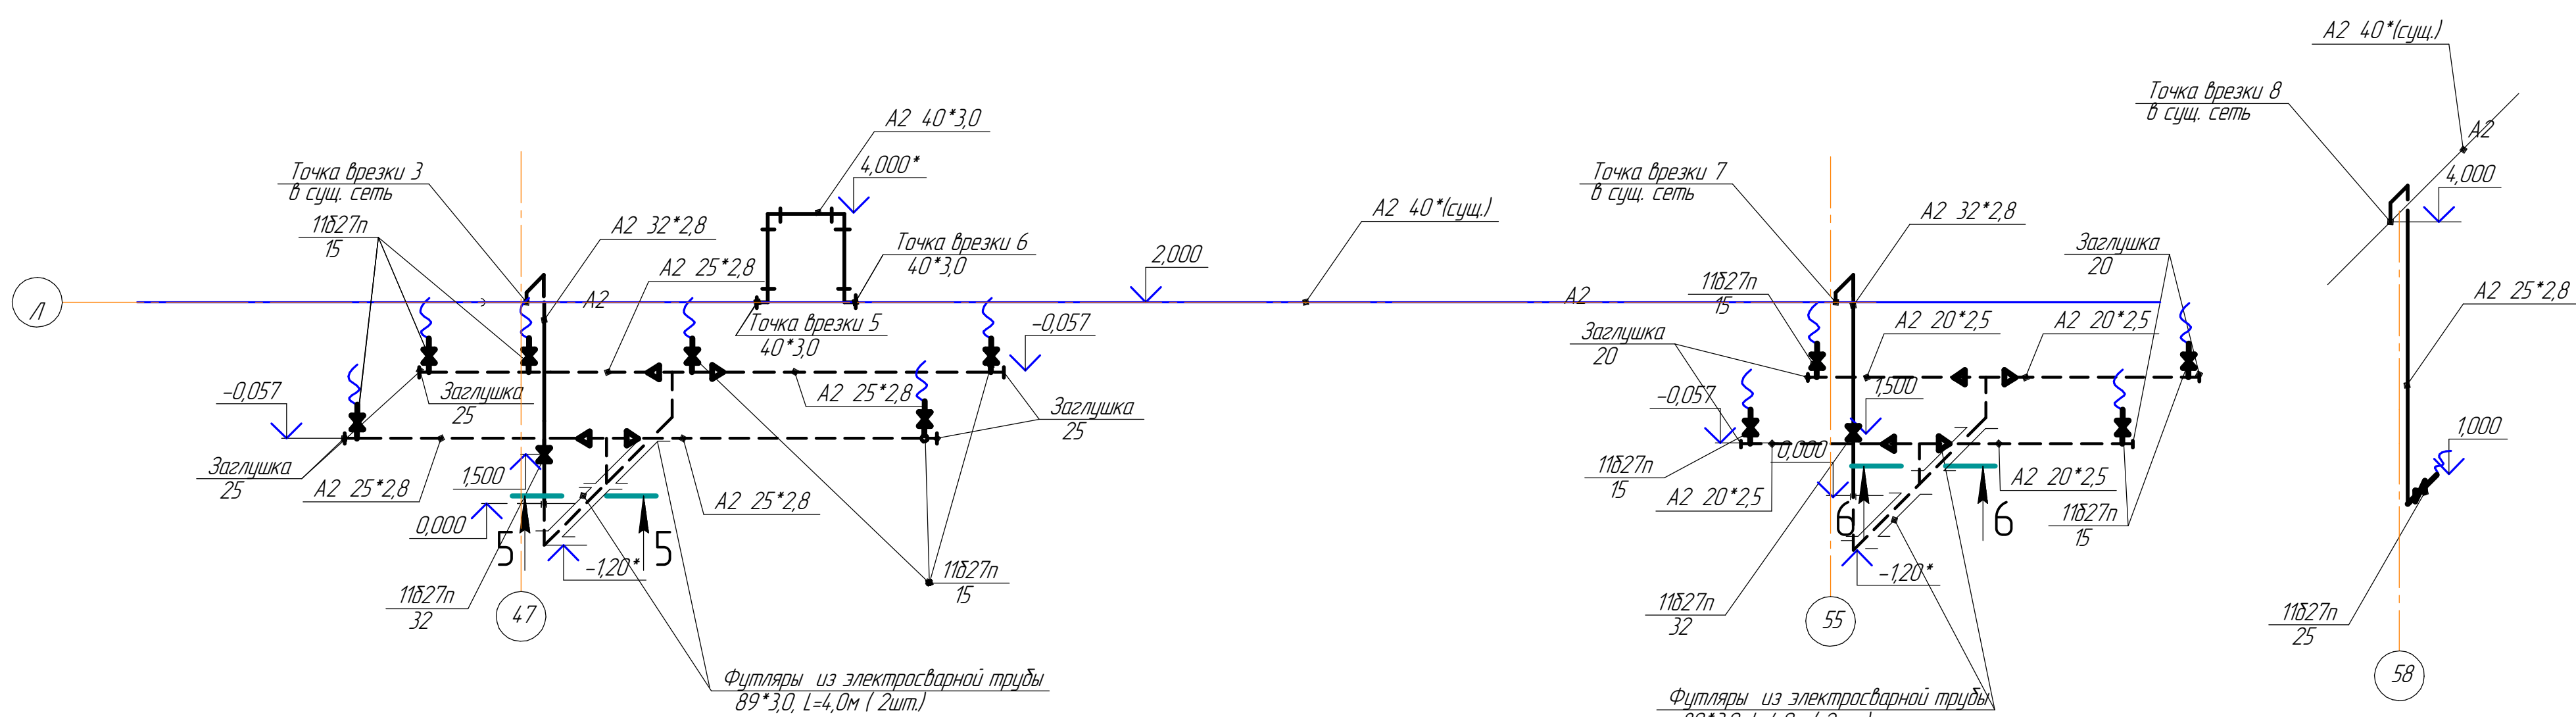 А2 40*(сущ.)
Точка врезки 8
в сущ. сеть
А2
4,000
А2 25*2,8
1,000
11б27п
25
58
А2 40*3,0
4,000*
Точка врезки 3
в сущ. сеть
11б27п
15
А2 32*2,8
А2 25*2,8
Точка врезки 6
40*3,0
2,000
А2 40*(сущ.)
Л
А2
Точка врезки 5
40*3,0
-0,057
-0,057
Заглушка
25
А2 25*2,8
Заглушка
25
Заглушка
25
А2 25*2,8
1,500
А2 25*2,8
0,000
5
5
-1,20*
11б27п
15
11б27п
32
47
Футляры из электросварной трубы
89*3,0, L=4,0м ( 2шт.)
Точка врезки 7
в сущ. сеть
А2 32*2,8
Заглушка
20
11б27п
15
А2
А2 20*2,5
А2 20*2,5
Заглушка
20
-0,057
1,500
0,000
11б27п
15
А2 20*2,5
А2 20*2,5
11б27п
15
6
6
-1,20*
11б27п
32
55
Футляры из электросварной трубы